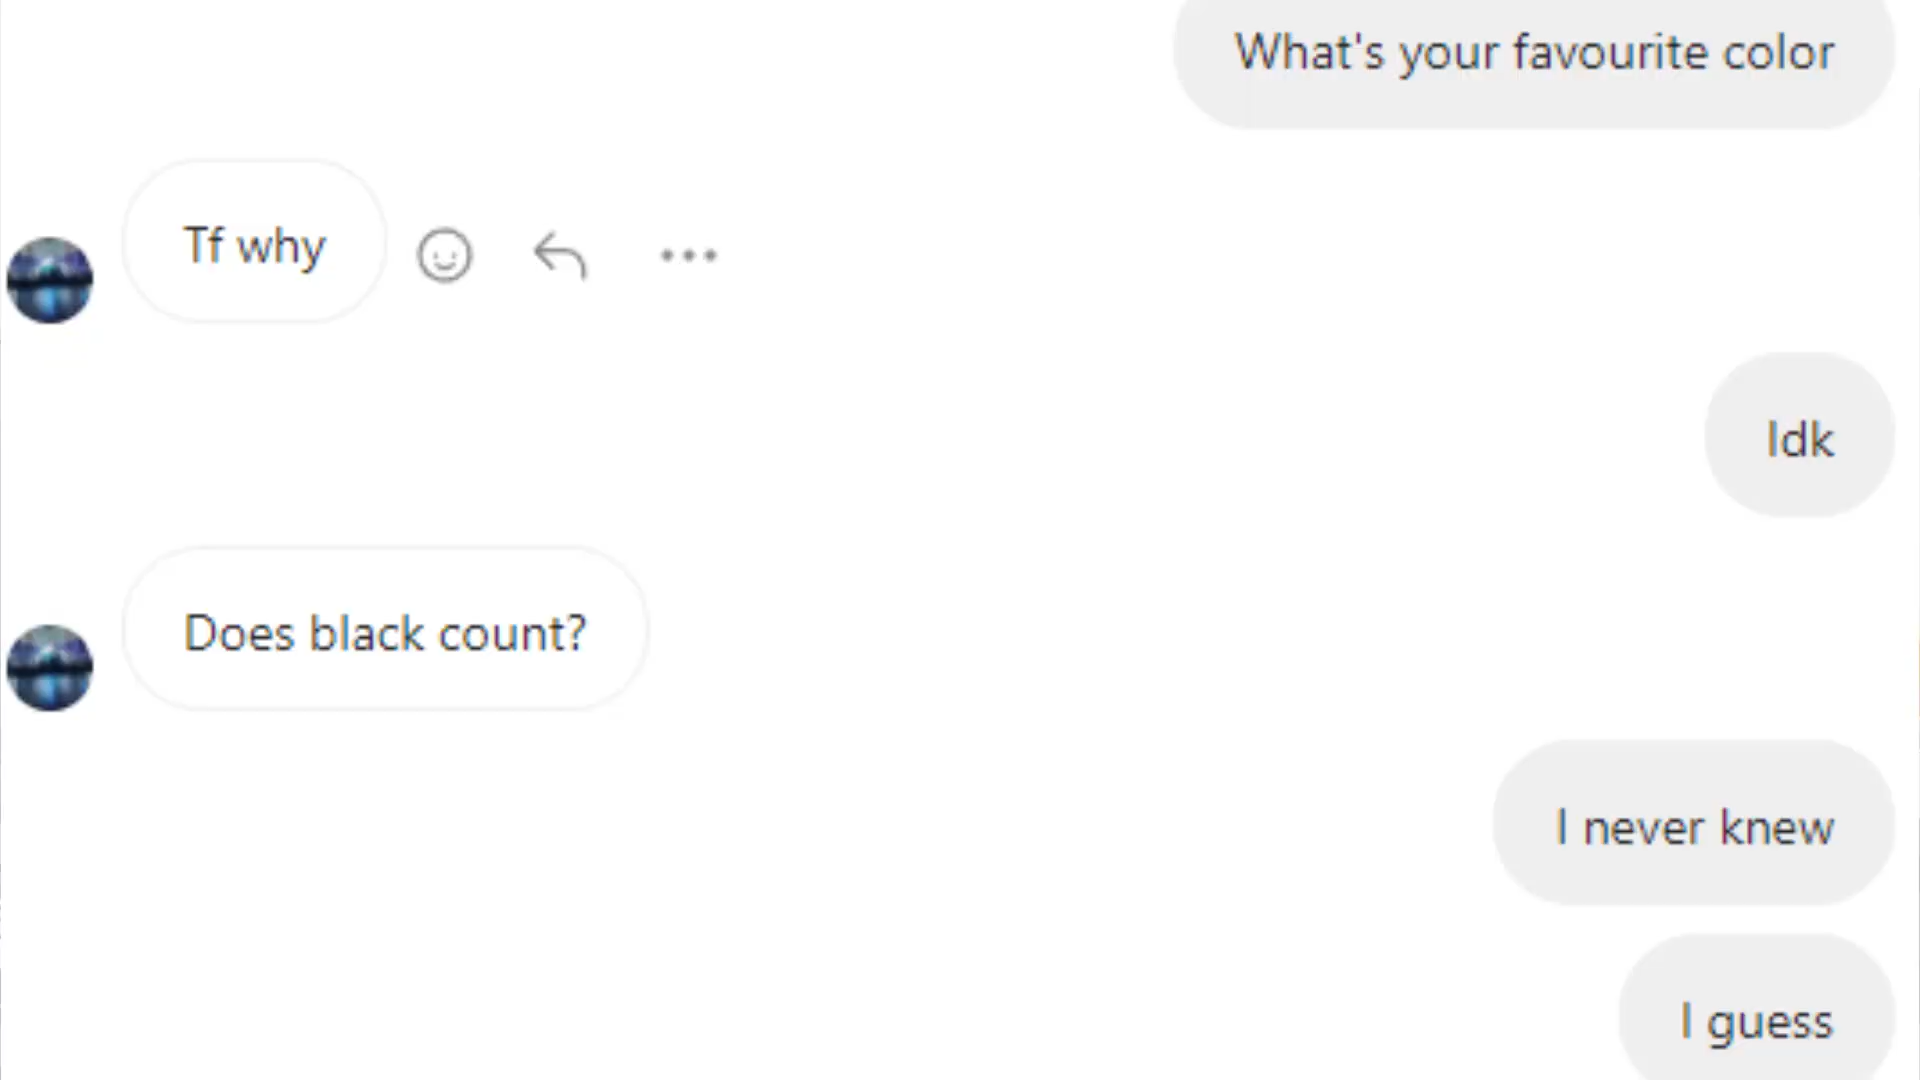 What's your favourite color
Tf why
Idk
Does black count?
I never knew
I guess